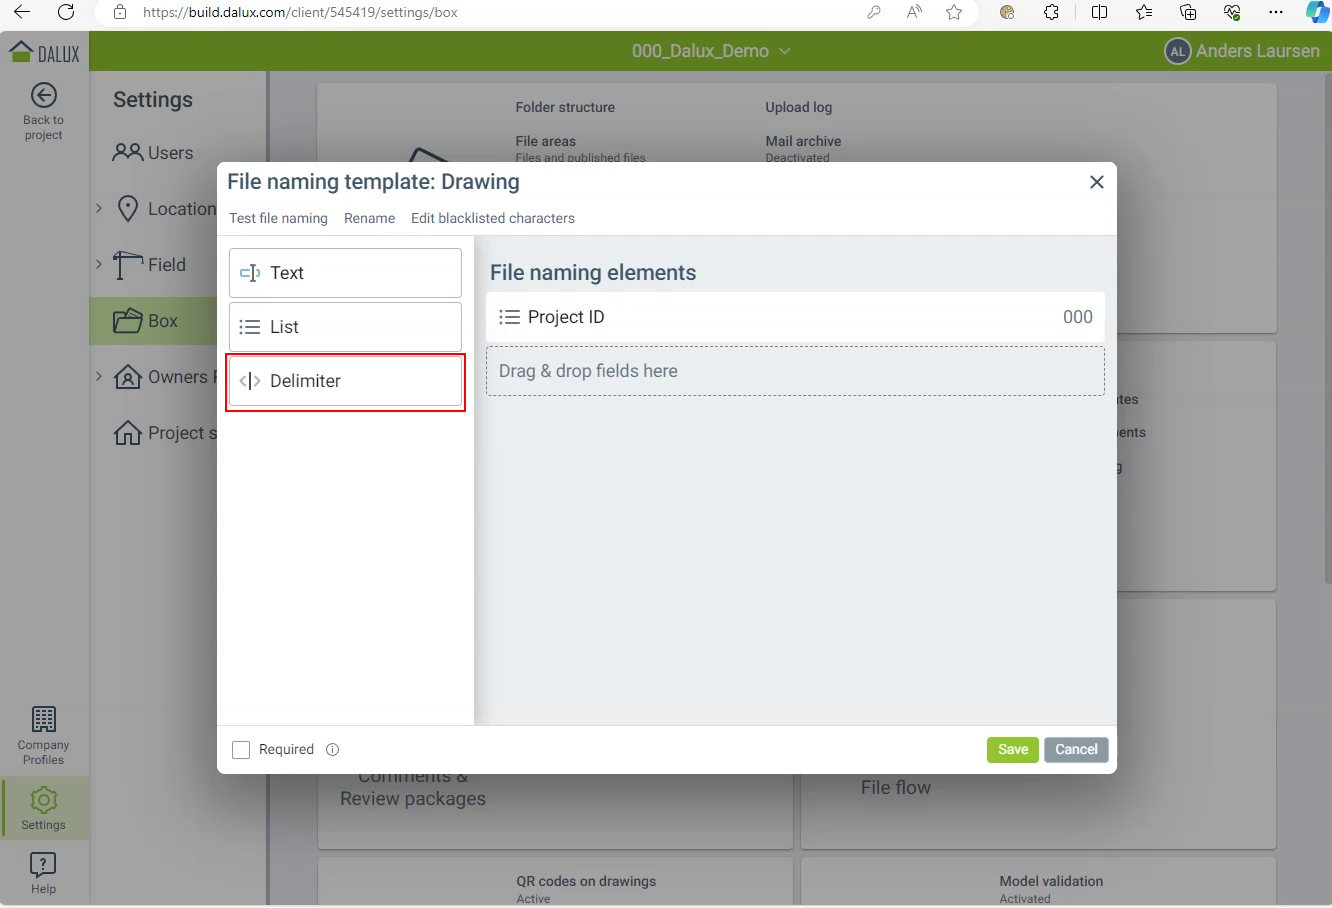 https://build.dalux.com/client/545419/settings/box
DALUX
000_Dalux_Demo
AL Anders Laursen
Back to
project
Settings
Users
Location
Field
Box
Owners
Project s
Company
Profiles
Settings
Help
Folder structure
Upload log
File areas
Files and published files
Mail archive
Deactivated
File naming template: Drawing
Test file naming
Rename
Edit blacklisted characters
Text
List
Delimiter
File naming elements
Project ID
000
Drag & drop fields here
Required
Save
Cancel
Comments &
Review packages
File flow
QR codes on drawings
Active
Model validation
Activated